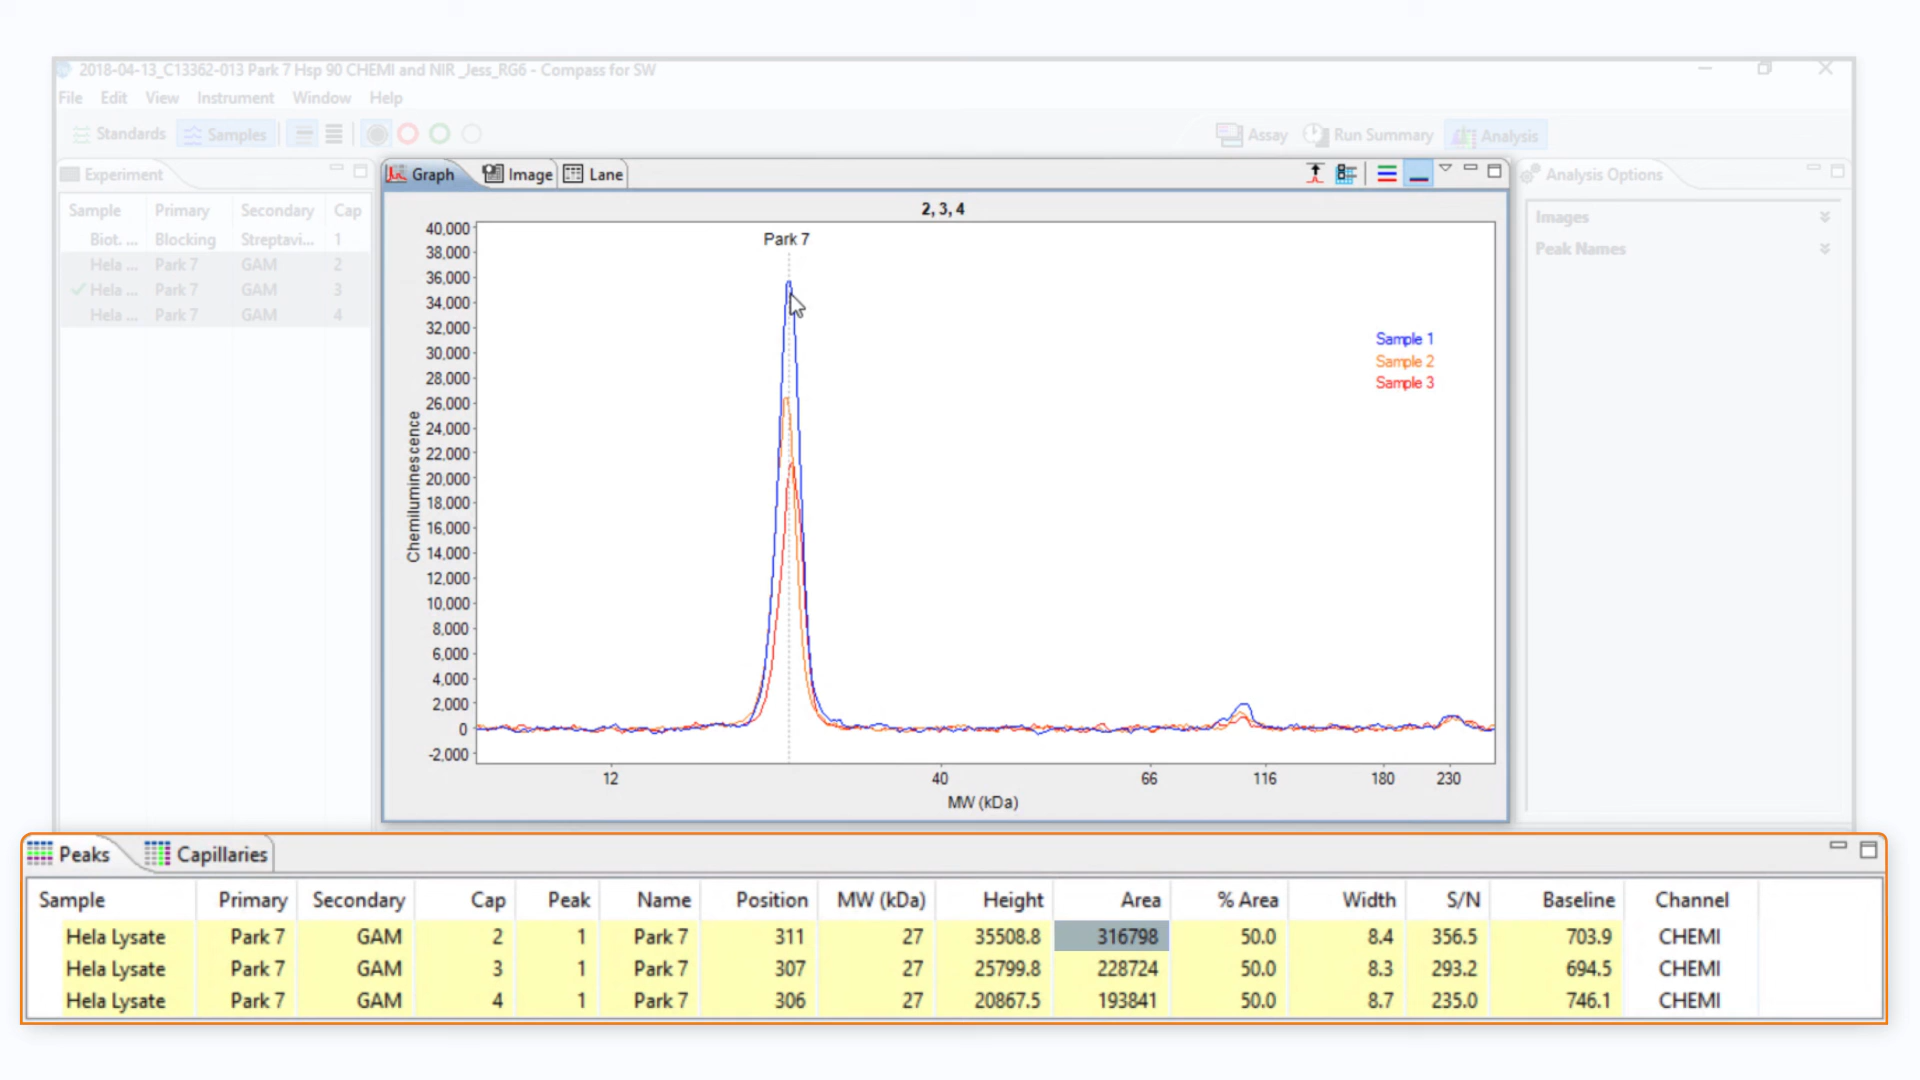 2018-04-13_C13362-013 Park 7 Hsp 90 CHEMI and NIR _Jess_RG6 - Compass for SW
File Edit View Instrument Window Help
Standards Samples Assay Run Summary Analysis
Experiment
Sample Primary Secondary Cap
Biot. ... Blocking Streptavi... 1
Hela ... Park 7 GAM 2
Hela ... Park 7 GAM 3
Hela ... Park 7 GAM 4
Graph Image Lane
2, 3, 4
Park 7
40,000
38,000
36,000
34,000
32,000
30,000
28,000
26,000
24,000
22,000
20,000
18,000
16,000
14,000
12,000
10,000
8,000
6,000
4,000
2,000
0
-2,000
Chemiluminescence
Sample 1
Sample 2
Sample 3
12 40 66 116 180 230
MW (kDa)
Analysis Options
Images
Peak Names
Peaks Capillaries
Sample Primary Secondary Cap Peak Name Position MW (kDa) Height Area % Area Width S/N Baseline Channel
Hela Lysate Park 7 GAM 2 1 Park 7 311 27 35508.8 316798 50.0 8.4 356.5 703.9 CHEMI
Hela Lysate Park 7 GAM 3 1 Park 7 307 27 25799.8 228724 50.0 8.3 293.2 694.5 CHEMI
Hela Lysate Park 7 GAM 4 1 Park 7 306 27 20867.5 193841 50.0 8.7 235.0 746.1 CHEMI